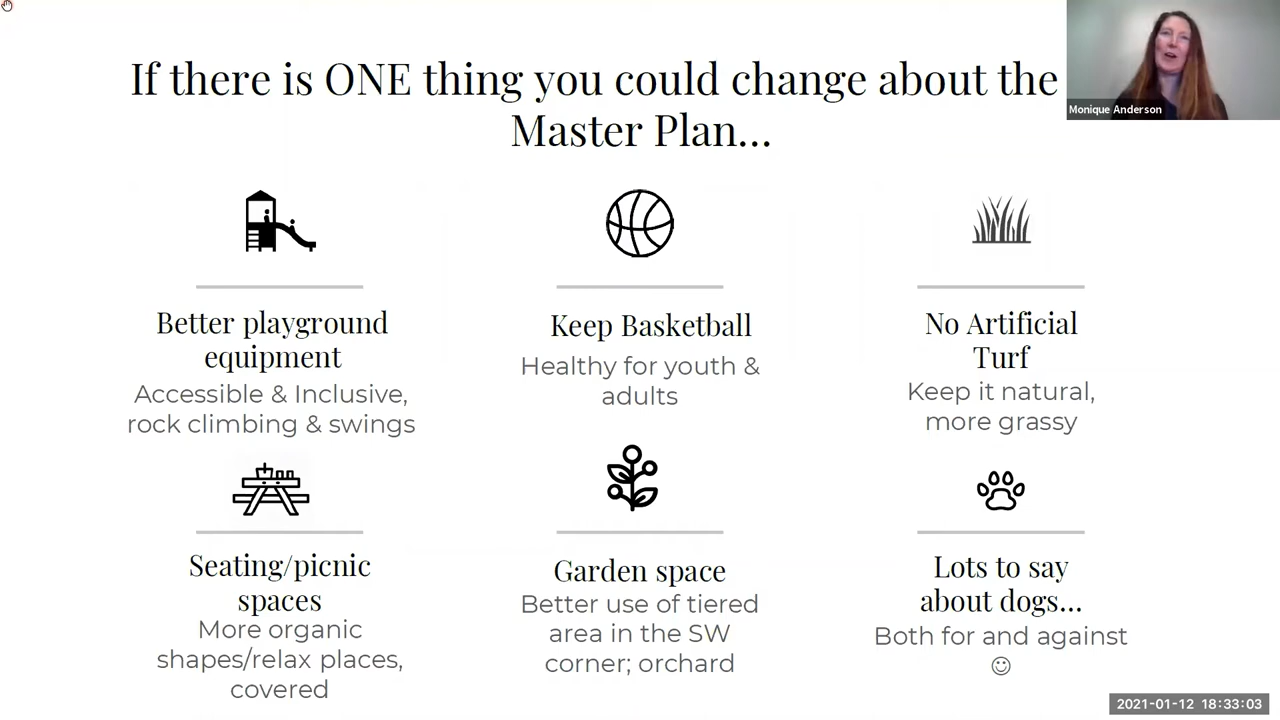 If there is ONE thing you could change about the
Master Plan...
Monique Anderson
Better playground
equipment
Accessible & Inclusive,
rock climbing & swings
Keep Basketball
Healthy for youth &
adults
No Artificial
Turf
Keep it natural,
more grassy
Seating/picnic
spaces
More organic
shapes/relax places,
covered
Garden space
Better use of tiered
area in the SW
corner; orchard
Lots to say
about dogs...
Both for and against
☺
2021-01-12 18:33:03